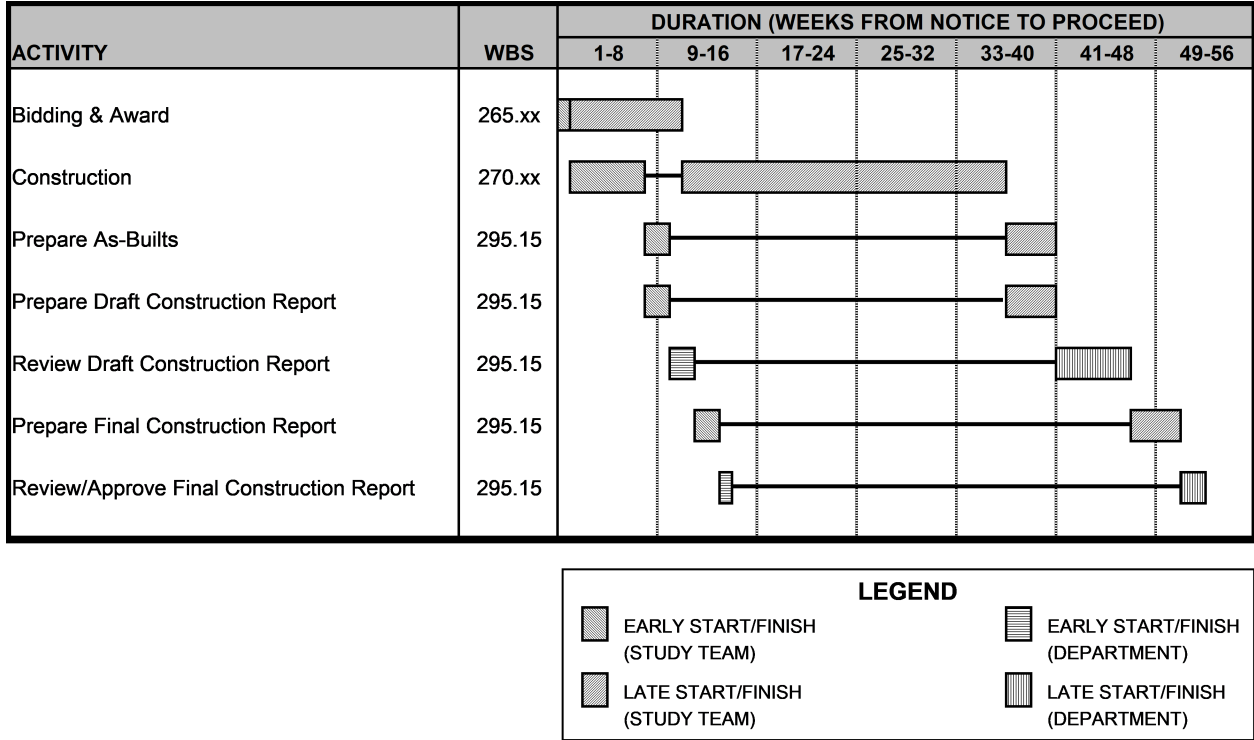 DURATION (WEEKS FROM NOTICE TO PROCEED)
ACTIVITY WBS 1-8 9-16 17-24 25-32 33-40 41-48 49-56
Bidding & Award 265.xx
Construction 270.xx
Prepare As-Builts 295.15
Prepare Draft Construction Report 295.15
Review Draft Construction Report 295.15
Prepare Final Construction Report 295.15
Review/Approve Final Construction Report 295.15
LEGEND
EARLY START/FINISH
(STUDY TEAM)
LATE START/FINISH
(STUDY TEAM)
EARLY START/FINISH
(DEPARTMENT)
LATE START/FINISH
(DEPARTMENT)